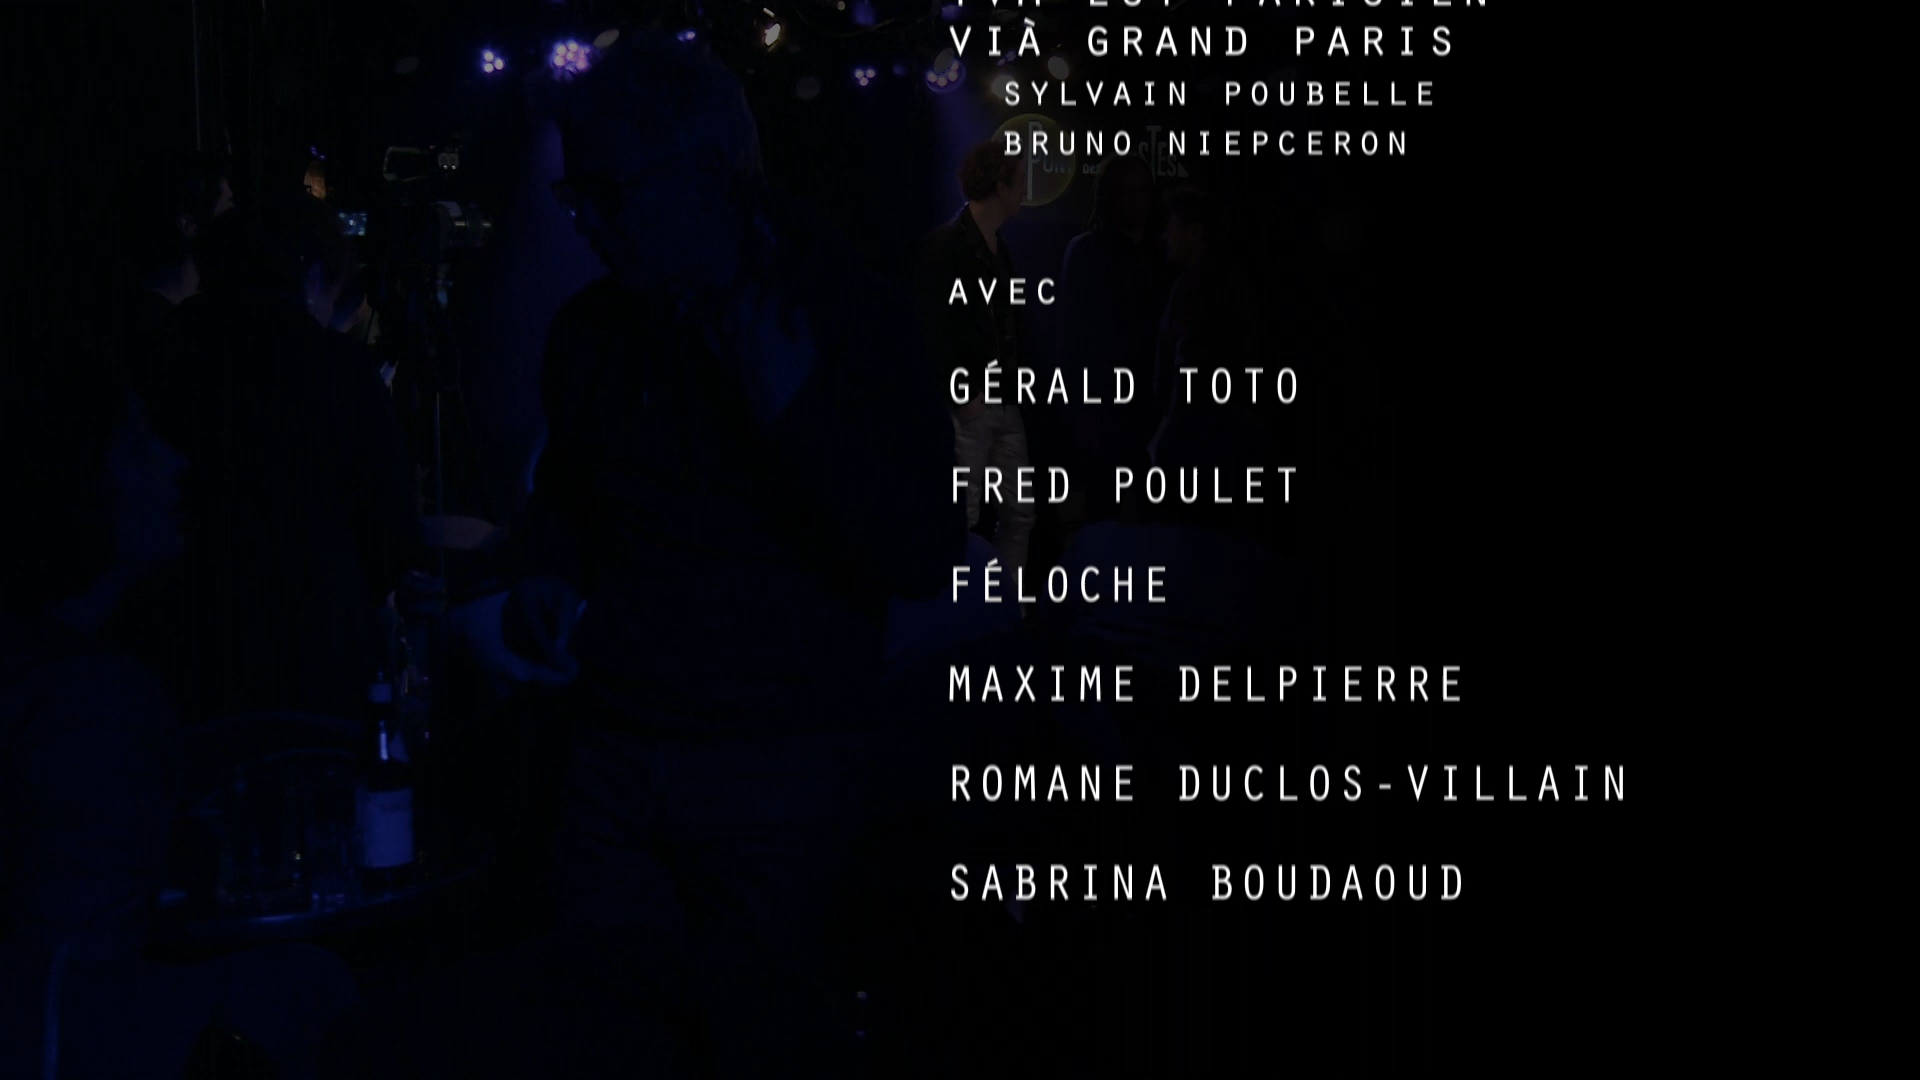 VIÀ GRAND PARIS
SYLVAIN POUBELLE
BRUNO NIEPCERON
AVEC
GÉRALD TOTO
FRED POULET
FÉLOCHE
MAXIME DELPIERRE
ROMANE DUCLOS-VILLAIN
SABRINA BOUDAOUD